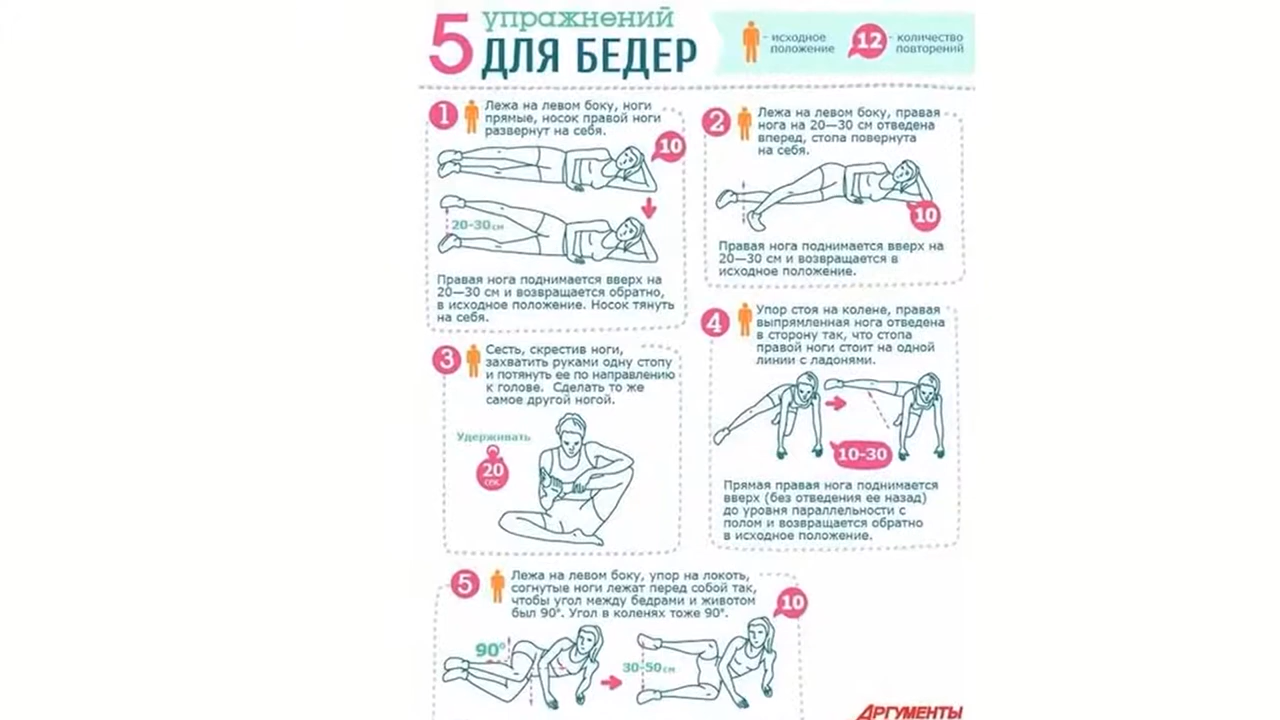 5 упражнений
ДЛЯ БЕДЕР
- исходное
положение
12 - количество
повторений
1
Лежа на левом боку, ноги
прямые, носок правой ноги
развернут на себя.
10
20-30 см
Правая нога поднимается вверх на
20—30 см и возвращается обратно,
в исходное положение. Носок тянуть
на себя.
2
Лежа на левом боку, правая
нога на 20—30 см отведена
вперед, стопа повернута
на себя.
10
Правая нога поднимается вверх на
20—30 см и возвращается в
исходное положение.
3
Сесть, скрестив ноги,
захватить руками одну стопу
и потянуть ее по направлению
к голове. Сделать то же
самое другой ногой.
Удерживать
20
сек.
4
Упор стоя на колене, правая
выпрямленная нога отведена
в сторону так, что стопа
правой ноги стоит на одной
линии с ладонями.
10-30
Прямая правая нога поднимается
вверх (без отведения ее назад)
до уровня параллельности с
полом и возвращается обратно
в исходное положение.
5
Лежа на левом боку, упор на локоть,
согнутые ноги лежат перед собой так,
чтобы угол между бедрами и животом
был 90°. Угол в коленях тоже 90°.
10
90°
30-50 см
АРГУМЕНТЫ